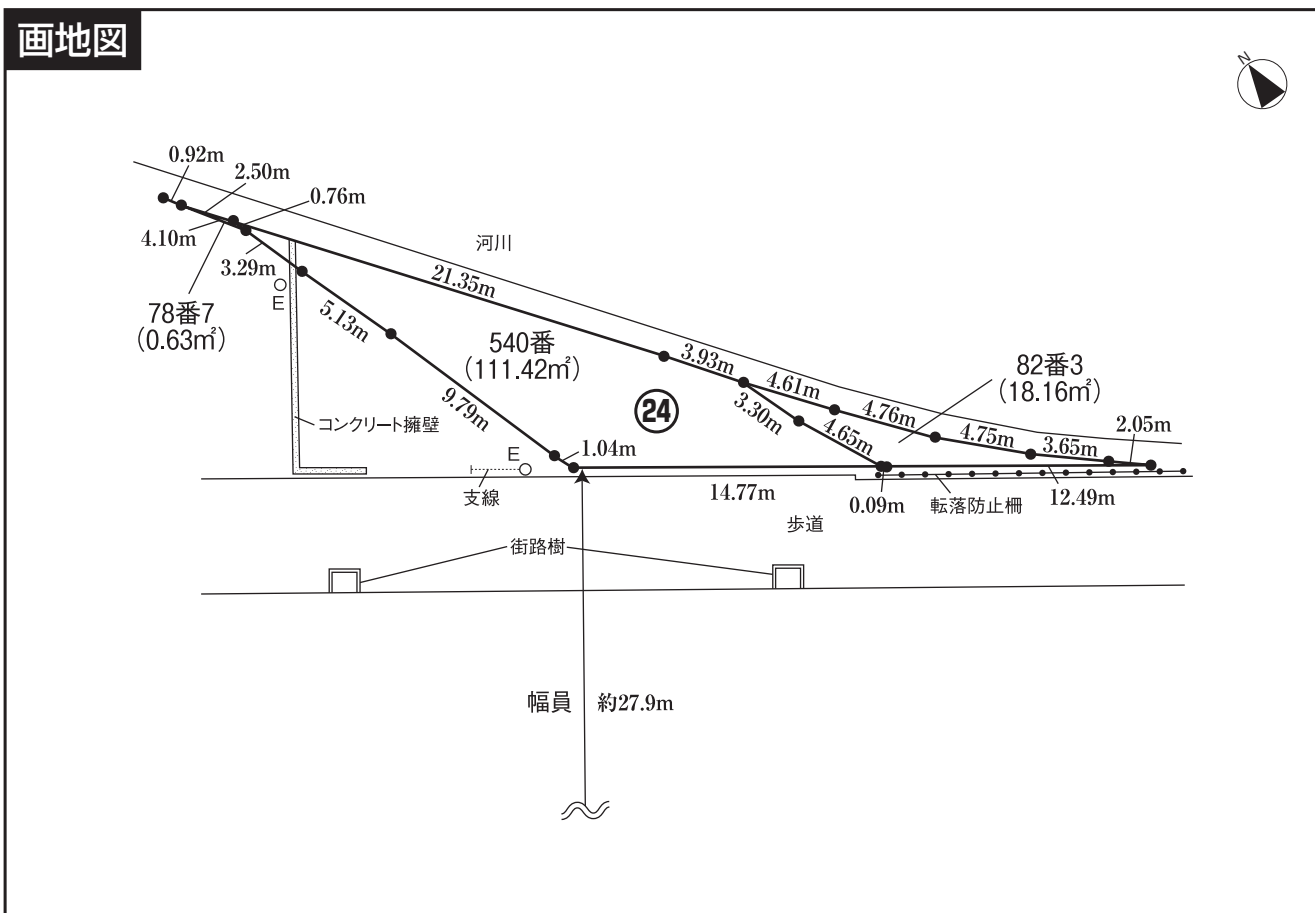 画地図
N
0.92m
2.50m
0.76m
4.10m
3.29m
E
78番7
(0.63㎡)
河川
21.35m
5.13m
540番
(111.42㎡)
3.93m
4.61m
82番3
(18.16㎡)
4.76m
3.30m
4.75m
2.05m
3.65m
9.79m
24
4.65m
コンクリート擁壁
E
1.04m
支線
14.77m
0.09m
転落防止柵
12.49m
歩道
街路樹
幅員 約27.9m